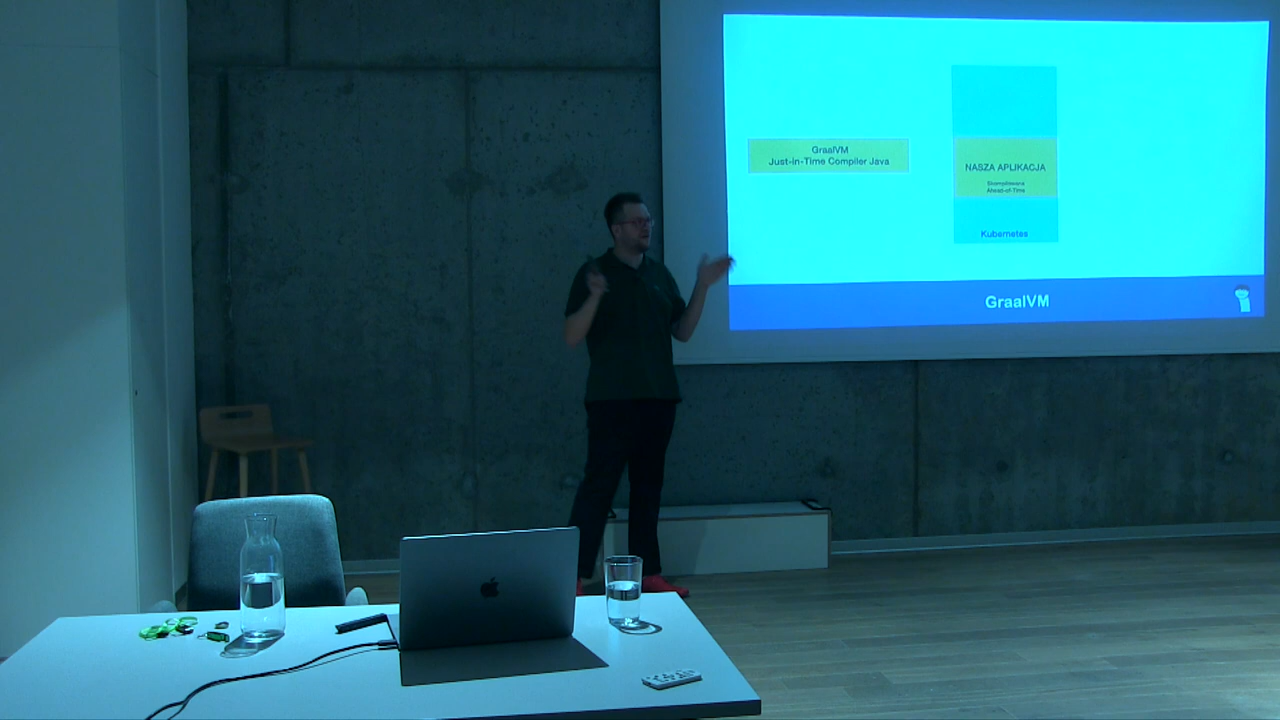 GraalVM
Just-in-Time Compiler Java
NASZA APLIKACJA
Skompilowana
Ahead-of-Time
Kubernetes
GraalVM